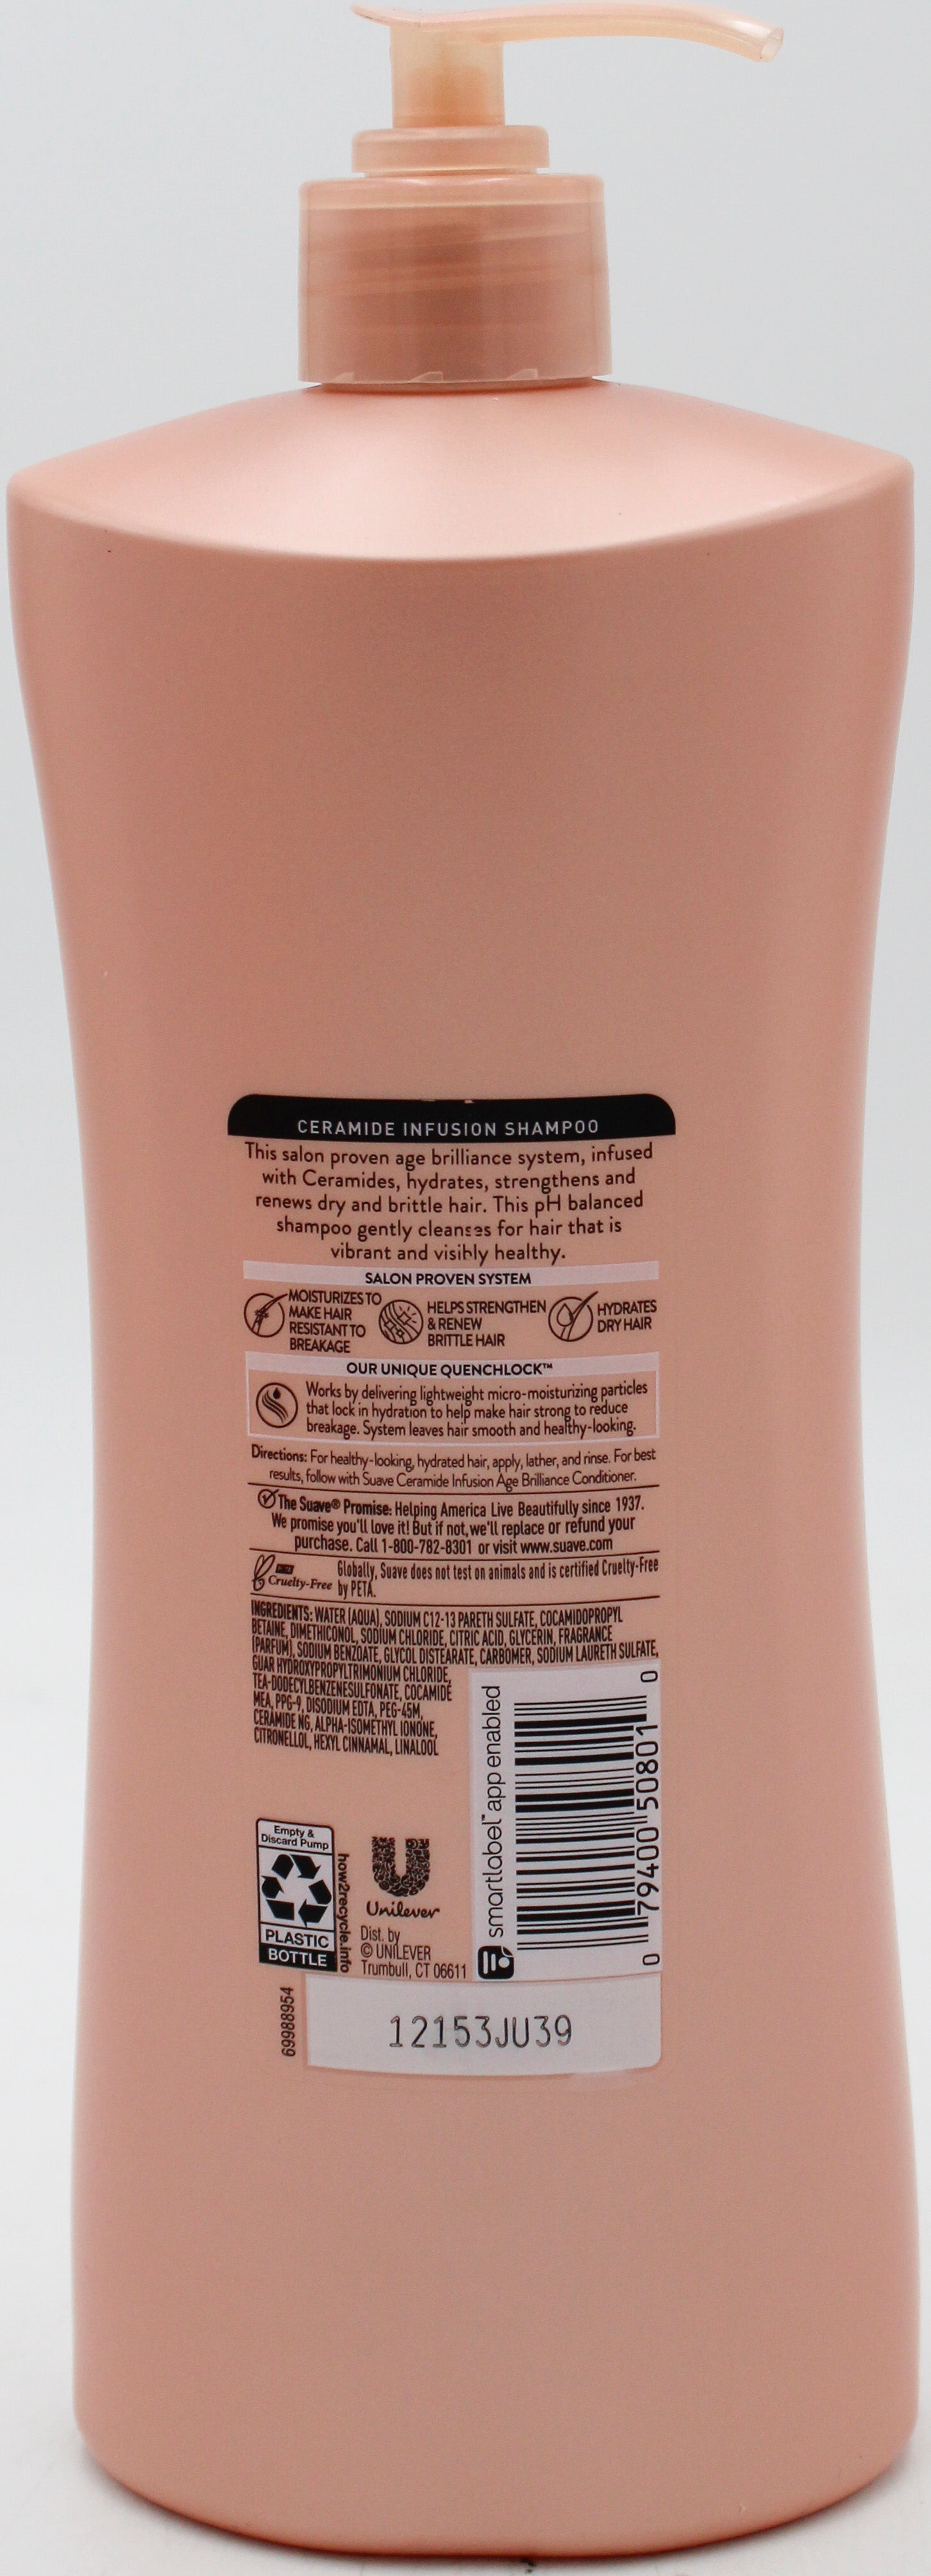 CERAMIDE INFUSION SHAMPOO
This salon proven age brilliance system, infused
with Ceramides, hydrates, strengthens and
renews dry and brittle hair. This pH balanced
shampoo gently cleanses for hair that is
vibrant and visibly healthy.
SALON PROVEN SYSTEM
MOISTURIZES TO
MAKE HAIR
RESISTANT TO
BREAKAGE
HELPS STRENGTHEN
& RENEW
BRITTLE HAIR
HYDRATES
DRY HAIR
OUR UNIQUE QUENCHLOCK™
Works by delivering lightweight micro-moisturizing particles
that lock in hydration to help make hair strong to reduce
breakage. System leaves hair smooth and healthy-looking.
Directions: For healthy-looking, hydrated hair, apply, lather, and rinse. For best
results, follow with Suave Ceramide Infusion Age Brilliance Conditioner.
The Suave® Promise: Helping America Live Beautifully since 1937.
We promise you'll love it! But if not, we'll replace or refund your
purchase. Call 1-800-782-8301 or visit www.suave.com
Cruelty-Free
Globally, Suave does not test on animals and is certified Cruelty-Free
by PETA.
INGREDIENTS: WATER (AQUA), SODIUM C12-13 PARETH SULFATE, COCAMIDOPROPYL
BETAINE, DIMETHICONOL, SODIUM CHLORIDE, CITRIC ACID, GLYCERIN, FRAGRANCE
(PARFUM), SODIUM BENZOATE, GLYCOL DISTEARATE, CARBOMER, SODIUM LAURETH SULFATE,
GUAR HYDROXYPROPYLTRIMONIUM CHLORIDE,
TEA-DODECYLBENZENESULFONATE, COCAMIDE
MEA, PPG-9, DISODIUM EDTA, PEG-45M,
CERAMIDE NG, ALPHA-ISOMETHYL IONONE,
CITRONELLOL, HEXYL CINNAMAL, LINALOOL
smartlabel™ app enabled
0 79400 50801 0
Empty &
Discard Pump
PLASTIC
BOTTLE
how2recycle.info
Unilever
Dist. by
© UNILEVER
Trumbull, CT 06611
69988954
12153JU39